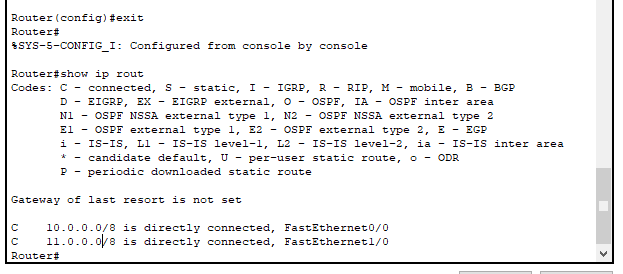 Router(config)#exit
Router#
%SYS-5-CONFIG_I: Configured from console by console
Router#show ip rout
Codes: C - connected, S - static, I - IGRP, R - RIP, M - mobile, B - BGP
D - EIGRP, EX - EIGRP external, O - OSPF, IA - OSPF inter area
N1 - OSPF NSSA external type 1, N2 - OSPF NSSA external type 2
E1 - OSPF external type 1, E2 - OSPF external type 2, E - EGP
i - IS-IS, L1 - IS-IS level-1, L2 - IS-IS level-2, ia - IS-IS inter area
* - candidate default, U - per-user static route, o - ODR
P - periodic downloaded static route
Gateway of last resort is not set
C 10.0.0.0/8 is directly connected, FastEthernet0/0
C 11.0.0.0/8 is directly connected, FastEthernet1/0
Router#